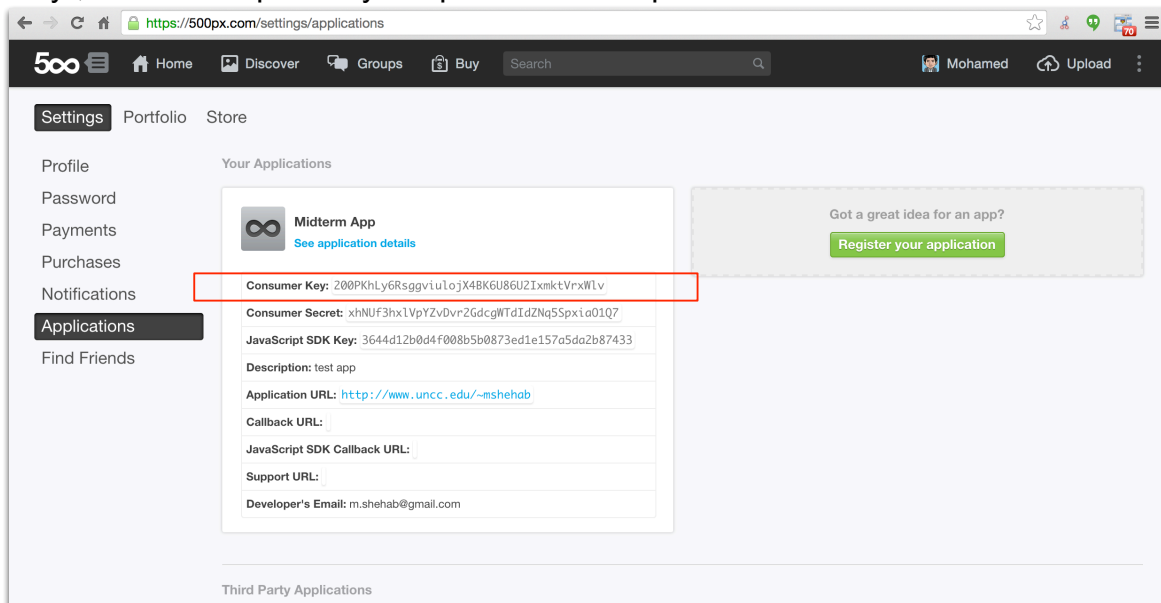 https://500px.com/settings/applications
70
500 Home Discover Groups Buy Search Mohamed Upload
Settings Portfolio Store
Profile
Password
Payments
Purchases
Notifications
Applications
Find Friends
Your Applications
Midterm App
See application details
Consumer Key: 200PKhLy6RsggviulojX4BK6U86U2IxmktVrxWlv
Consumer Secret: xhNUf3hxlVpYZvDvr2GdcgWTdIdZNq5SpxiaO1Q7
JavaScript SDK Key: 3644d12b0d4f008b5b0873ed1e157a5da2b87433
Description: test app
Application URL: http://www.uncc.edu/~mshehab
Callback URL:
JavaScript SDK Callback URL:
Support URL:
Developer's Email: m.shehab@gmail.com
Got a great idea for an app?
Register your application
Third Party Applications